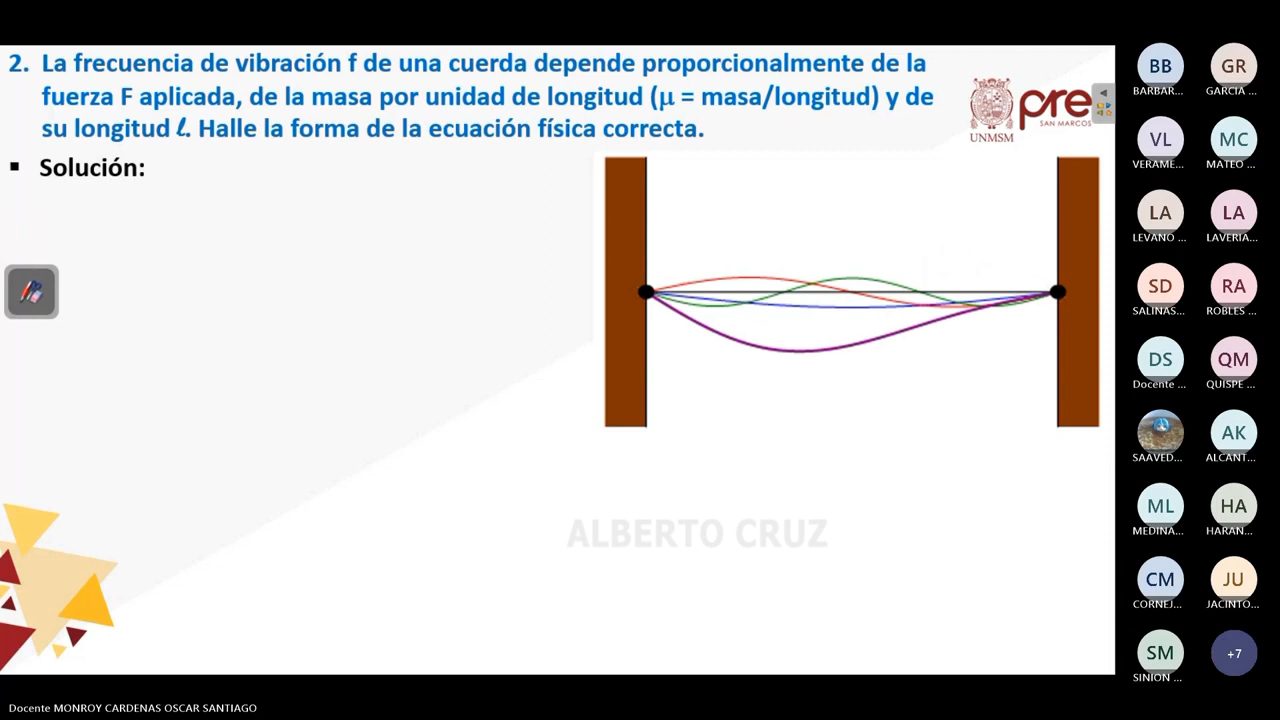 2. La frecuencia de vibración f de una cuerda depende proporcionalmente de la
fuerza F aplicada, de la masa por unidad de longitud (μ = masa/longitud) y de
su longitud ℓ. Halle la forma de la ecuación física correcta.
▪ Solución:
UNMSM
pre
SAN MARCOS
ALBERTO CRUZ
BB
BARBAR...
GR
GARCIA ...
VL
VERAME...
MC
MATEO ...
LA
LEVANO ...
LA
LAVERIA...
SD
SALINAS...
RA
ROBLES ...
DS
Docente ...
QM
QUISPE ...
SAAVED...
AK
ALCANT...
ML
MEDINA...
HA
HARAN...
CM
CORNEJ...
JU
JACINTO...
SM
SINION ...
+7
Docente MONROY CARDENAS OSCAR SANTIAGO